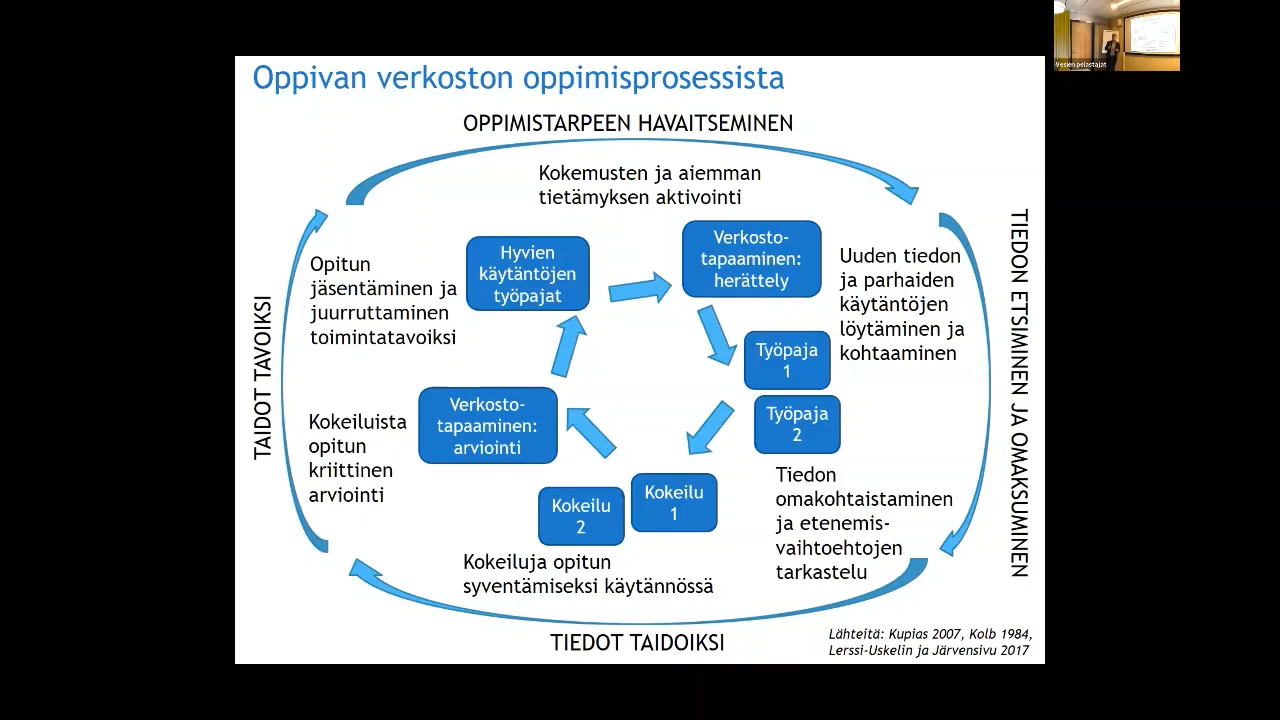 Vesien pelastajat
Oppivan verkoston oppimisprosessista
OPPIMISTARPEEN HAVAITSEMINEN
Kokemusten ja aiemman
tietämyksen aktivointi
Hyvien
käytäntöjen
työpajat
Verkosto-
tapaaminen:
herättely
Uuden tiedon
ja parhaiden
käytäntöjen
löytäminen ja
kohtaaminen
TIEDON ETSIMINEN JA OMAKSUMINEN
Työpaja
1
Työpaja
2
Tiedon
omakohtaistaminen
ja etenemis-
vaihtoehtojen
tarkastelu
Kokeilu
1
Kokeilu
2
Kokeiluja opitun
syventämiseksi käytännössä
TIEDOT TAIDOIKSI
Verkosto-
tapaaminen:
arviointi
Kokeiluista
opitun
kriittinen
arviointi
Opitun
jäsentäminen ja
juurruttaminen
toimintatavoiksi
TAIDOT TAVOIKSI
Lähteitä: Kupias 2007, Kolb 1984,
Lerssi-Uskelin ja Järvensivu 2017